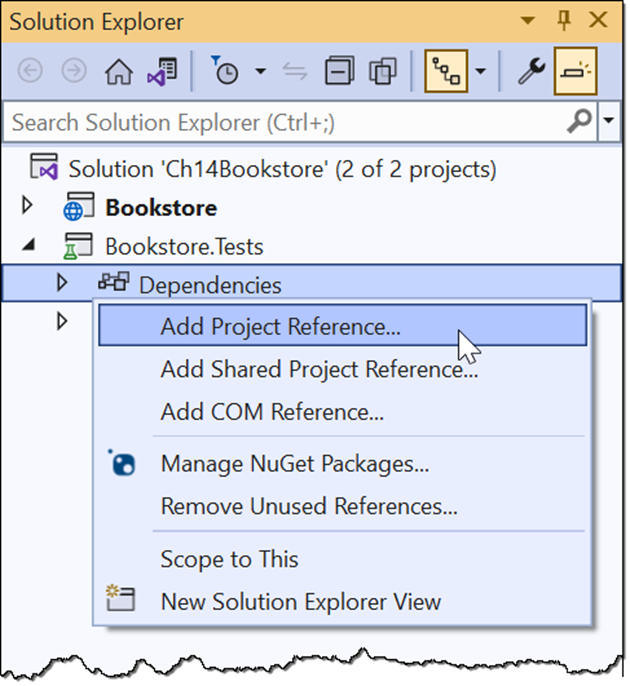 Solution Explorer
Search Solution Explorer (Ctrl+;)
Solution 'Ch14Bookstore' (2 of 2 projects)
Bookstore
Bookstore.Tests
Dependencies
Add Project Reference...
Add Shared Project Reference...
Add COM Reference...
Manage NuGet Packages...
Remove Unused References...
Scope to This
New Solution Explorer View